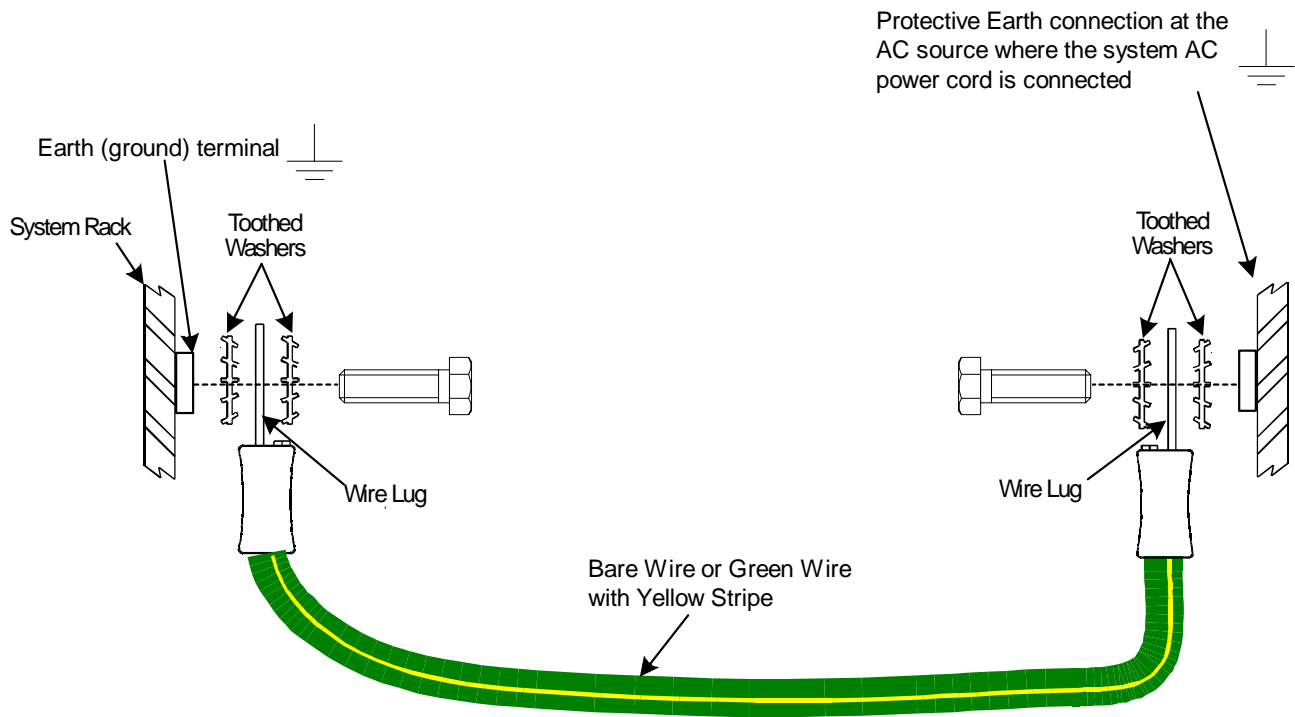 Protective Earth connection at the
AC source where the system AC
power cord is connected
Earth (ground) terminal
System Rack
Toothed
Washers
Toothed
Washers
Wire Lug
Wire Lug
Bare Wire or Green Wire
with Yellow Stripe